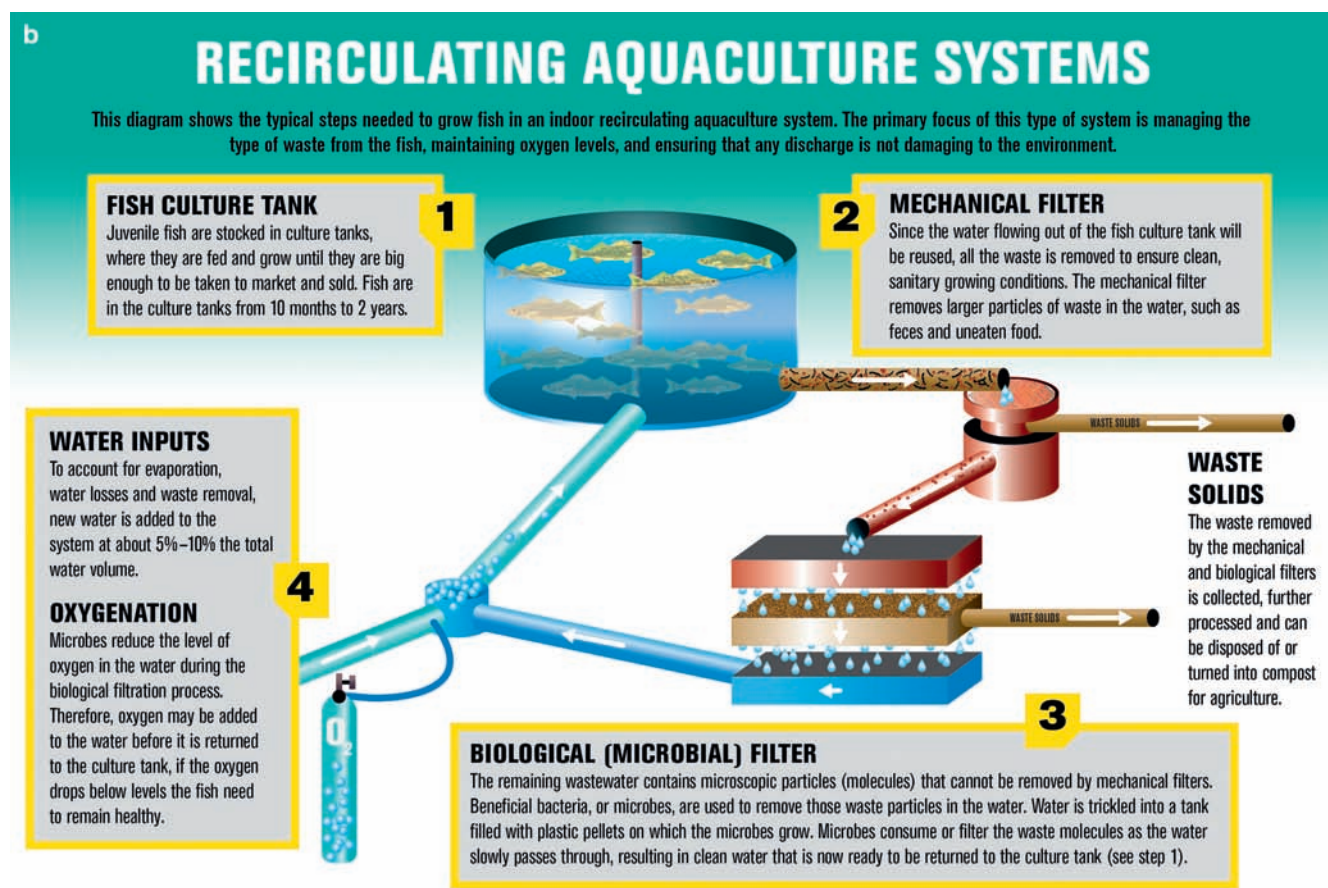 b
RECIRCULATING AQUACULTURE SYSTEMS
This diagram shows the typical steps needed to grow fish in an indoor recirculating aquaculture system. The primary focus of this type of system is managing the
type of waste from the fish, maintaining oxygen levels, and ensuring that any discharge is not damaging to the environment.
FISH CULTURE TANK
1
Juvenile fish are stocked in culture tanks,
where they are fed and grow until they are big
enough to be taken to market and sold. Fish are
in the culture tanks from 10 months to 2 years.
2
MECHANICAL FILTER
Since the water flowing out of the fish culture tank will
be reused, all the waste is removed to ensure clean,
sanitary growing conditions. The mechanical filter
removes larger particles of waste in the water, such as
feces and uneaten food.
WASTE SOLIDS
WASTE
SOLIDS
The waste removed
by the mechanical
and biological filters
is collected, further
processed and can
be disposed of or
turned into compost
for agriculture.
WASTE SOLIDS
3
BIOLOGICAL (MICROBIAL) FILTER
The remaining wastewater contains microscopic particles (molecules) that cannot be removed by mechanical filters.
Beneficial bacteria, or microbes, are used to remove those waste particles in the water. Water is trickled into a tank
filled with plastic pellets on which the microbes grow. Microbes consume or filter the waste molecules as the water
slowly passes through, resulting in clean water that is now ready to be returned to the culture tank (see step 1).
WATER INPUTS
To account for evaporation,
water losses and waste removal,
new water is added to the
system at about 5%–10% the total
water volume.
4
OXYGENATION
Microbes reduce the level of
oxygen in the water during the
biological filtration process.
Therefore, oxygen may be added
to the water before it is returned
to the culture tank, if the oxygen
drops below levels the fish need
to remain healthy.
O2